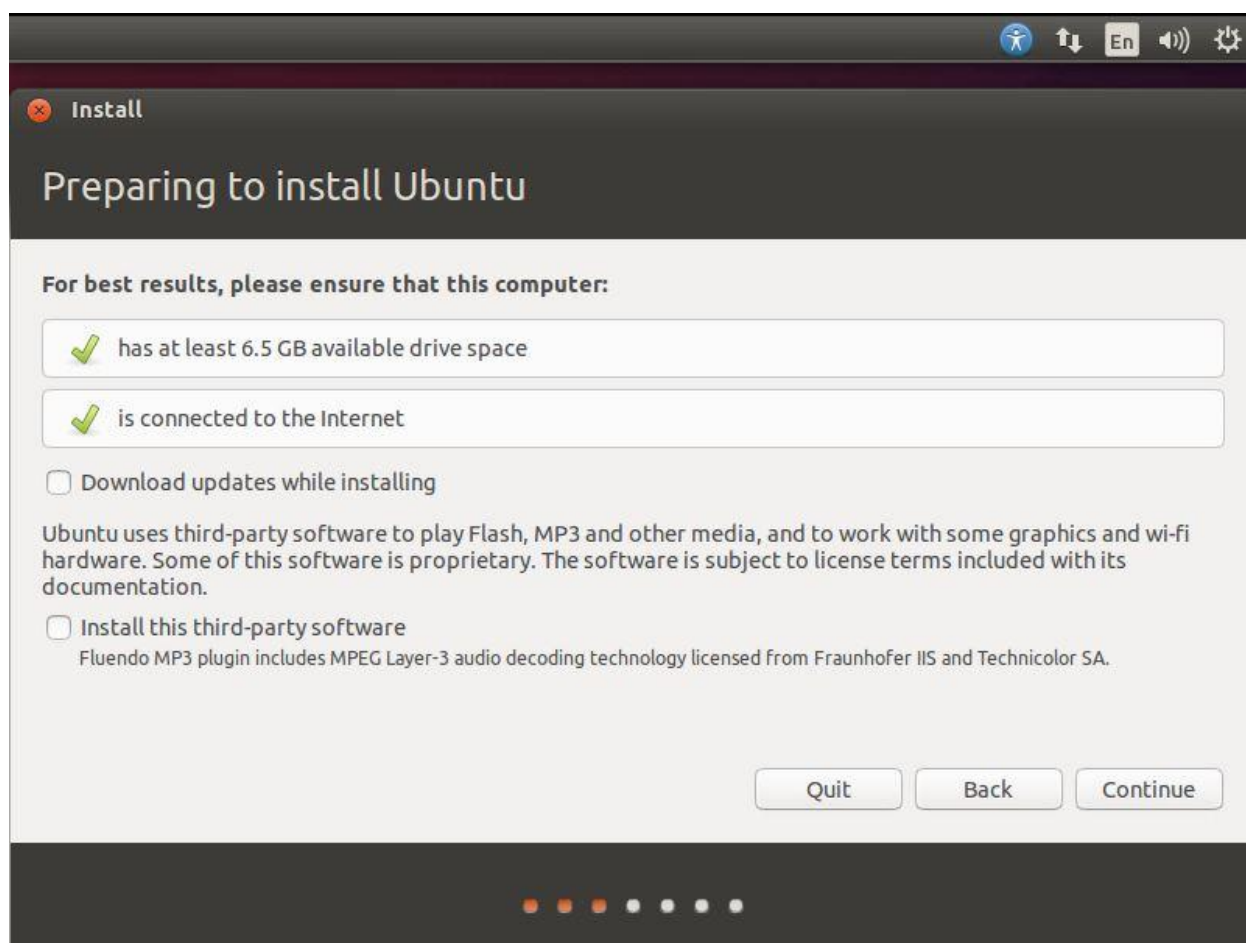 En
Install
Preparing to install Ubuntu
For best results, please ensure that this computer:
has at least 6.5 GB available drive space
is connected to the Internet
Download updates while installing
Ubuntu uses third-party software to play Flash, MP3 and other media, and to work with some graphics and wi-fi
hardware. Some of this software is proprietary. The software is subject to license terms included with its
documentation.
Install this third-party software
Fluendo MP3 plugin includes MPEG Layer-3 audio decoding technology licensed from Fraunhofer IIS and Technicolor SA.
Quit Back Continue